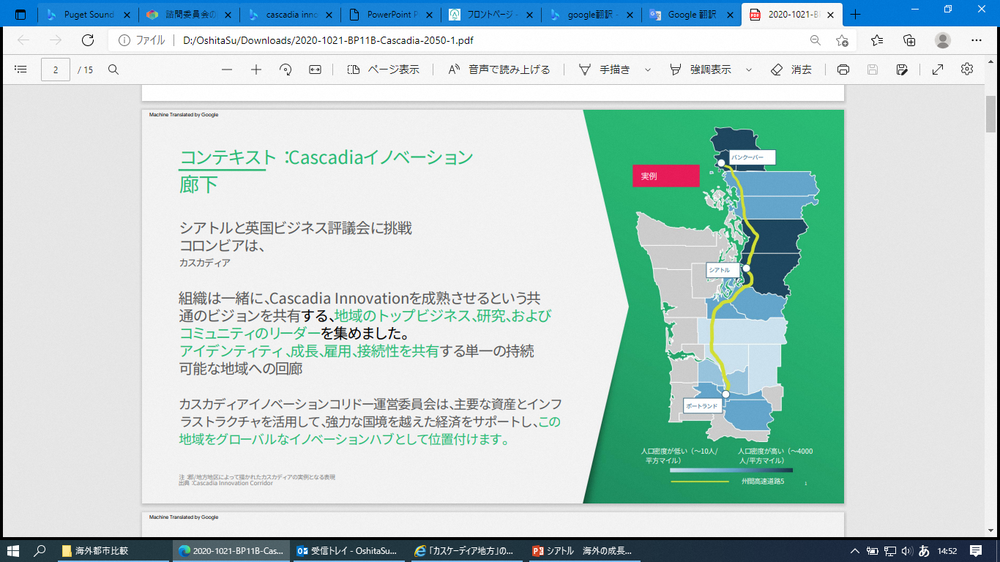 Puget Sound
諮問委員会の
cascadia inno
PowerPoint P
フロントページ -
google翻訳 -
Google 翻訳
2020-1021-B
ファイル D:/OshitaSu/Downloads/2020-1021-BP11B-Cascadia-2050-1.pdf
2 / 15
ページ表示
音声で読み上げる
手描き
強調表示
消去
Machine Translated by Google
コンテキスト :Cascadiaイノベーション
廊下
シアトルと英国ビジネス評議会に挑戦
コロンビアは、
カスカディア
組織は一緒に、Cascadia Innovationを成熟させるという共
通のビジョンを共有する、地域のトップビジネス、研究、および
コミュニティのリーダーを集めました。
アイデンティティ、成長、雇用、接続性を共有する単一の持続
可能な地域への回廊
カスカディアイノベーションコリドー運営委員会は、主要な資産とインフ
ラストラクチャを活用して、強力な国境を越えた経済をサポートし、この
地域をグローバルなイノベーションハブとして位置付けます。
注:郡/地方地区によって描かれたカスカディアの実例となる表現
出典:Cascadia Innovation Corridor
実例
バンクーバー
シアトル
ポートランド
人口密度が低い(〜10人/
平方マイル)
人口密度が高い(〜4000
人/平方マイル)
州間高速道路5
1
Machine Translated by Google
海外都市比較
2020-1021-BP11B-Cas...
受信トレイ - OshitaSu...
「カスケーディア地方」の...
シアトル 海外の成長...
あ
14:52